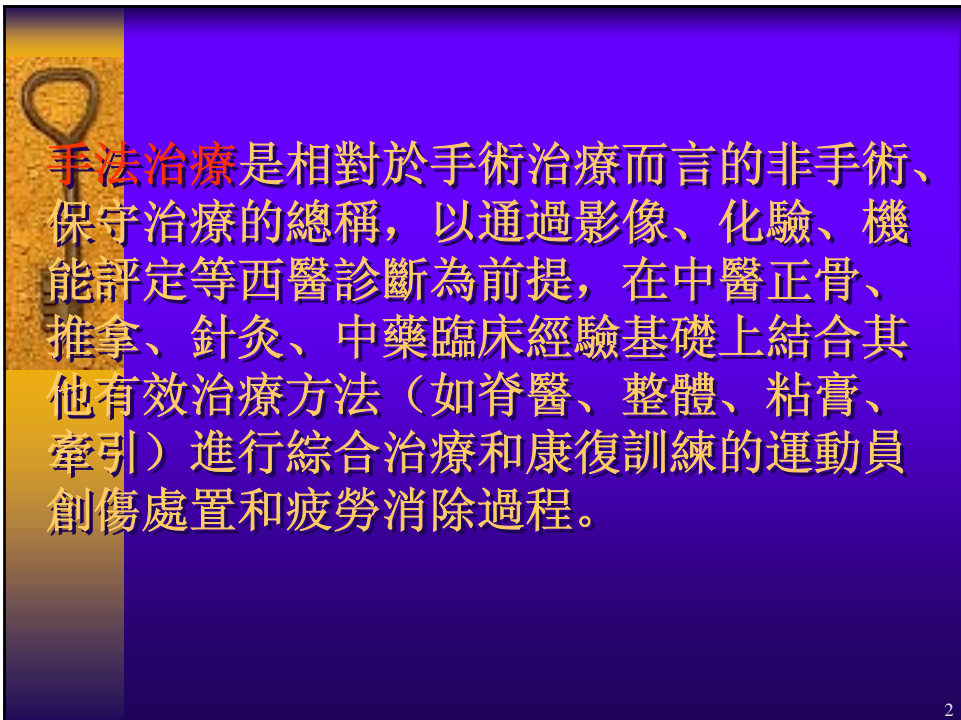 手法治療是相對於手術治療而言的非手術、
保守治療的總稱，以通過影像、化驗、機
能評定等西醫診斷為前提，在中醫正骨、
推拿、針灸、中藥臨床經驗基礎上結合其
他有效治療方法（如脊醫、整體、粘膏、
牽引）進行綜合治療和康復訓練的運動員
創傷處置和疲勞消除過程。
2